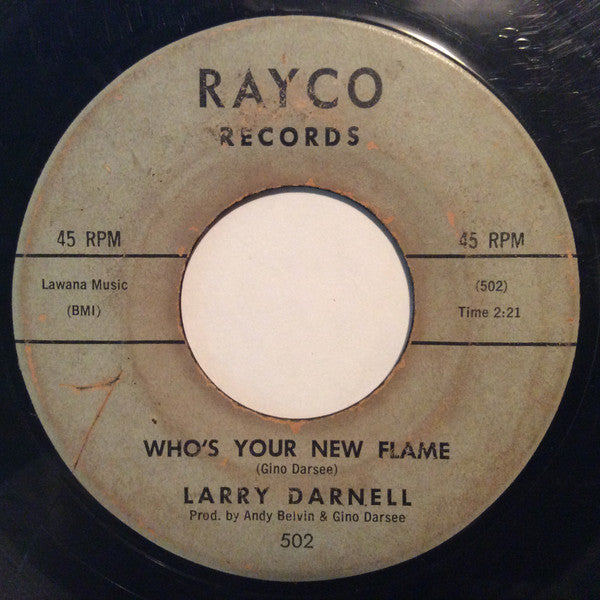 RAYCO
RECORDS
45 RPM
45 RPM
Lawana Music
(BMI)
(502)
Time 2:21
WHO'S YOUR NEW FLAME
(Gino Darsee)
LARRY DARNELL
Prod. by Andy Belvin & Gino Darsee
502